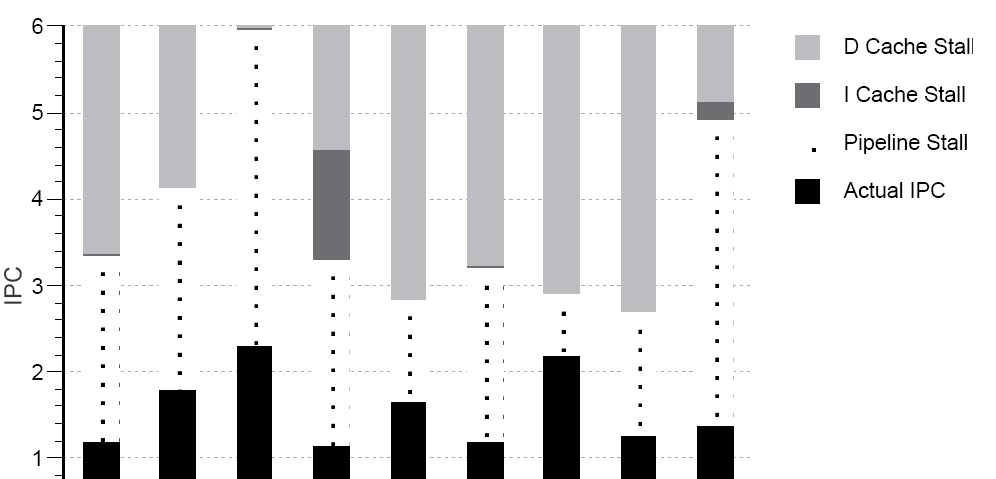 6
5
4
3
2
1
IPC
D Cache Stall
I Cache Stall
Pipeline Stall
Actual IPC